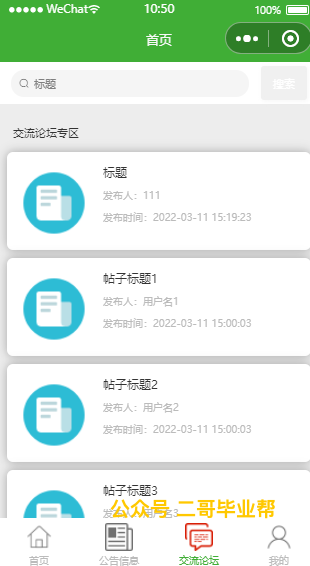 WeChat
10:50
100%
首页
标题
搜索
交流论坛专区
标题
发布人：111
发布时间：2022-03-11 15:19:23
帖子标题1
发布人：用户名1
发布时间：2022-03-11 15:00:03
帖子标题2
发布人：用户名2
发布时间：2022-03-11 15:00:03
帖子标题3
发布人：用户名3
公众号 二哥毕业帮
首页
公告信息
交流论坛
我的